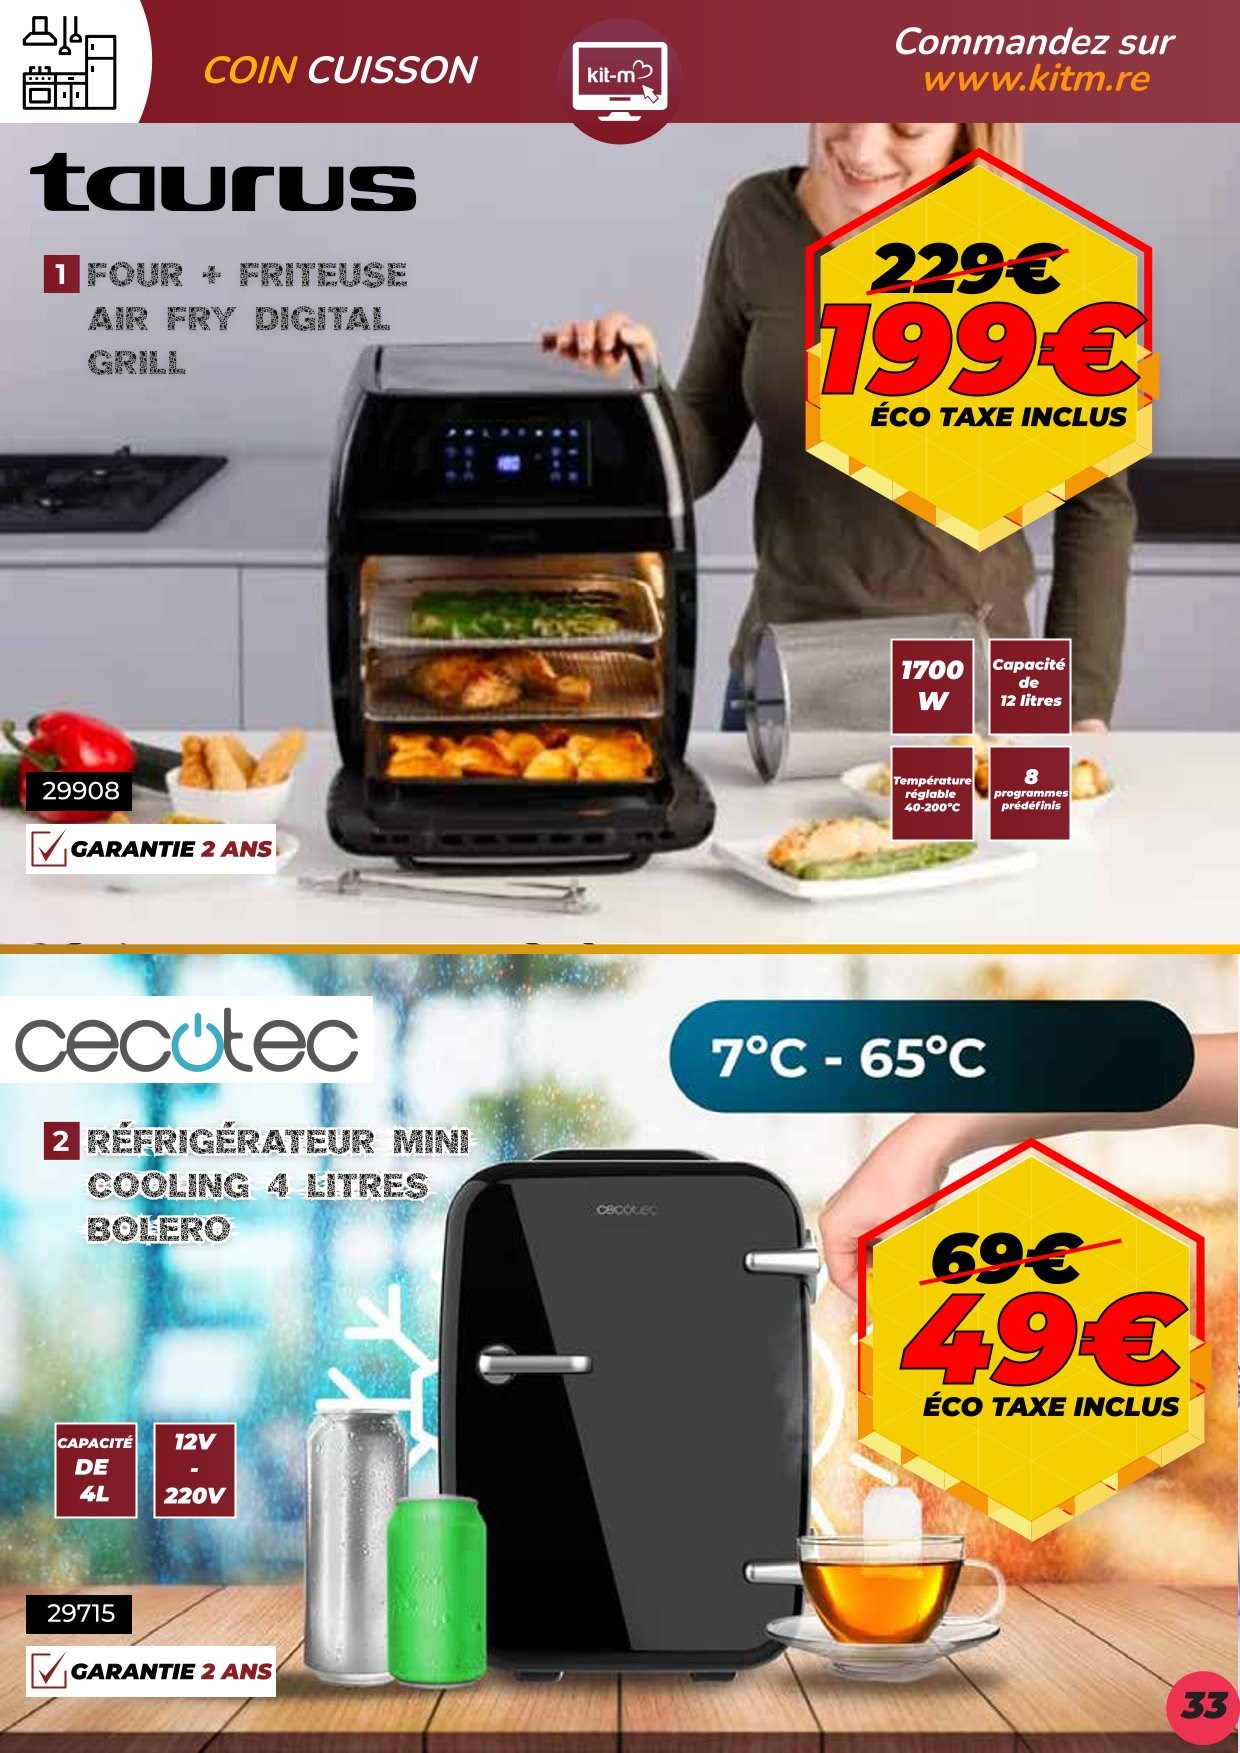 COIN CUISSON
kit-m
Commandez sur
www.kitm.re
taurus
1 FOUR + FRITEUSE
AIR FRY DIGITAL
GRILL
229€
199€
ÉCO TAXE INCLUS
1700
W
Capacité
de
12 litres
Température
réglable
40-200°C
8
programmes
prédéfinis
29908
GARANTIE 2 ANS
cecotec
7°C - 65°C
2 RÉFRIGÉRATEUR MINI
COOLING 4 LITRES
BOLERO
cecotec
69€
49€
ÉCO TAXE INCLUS
CAPACITÉ
DE
4L
12V
-
220V
29715
GARANTIE 2 ANS
33